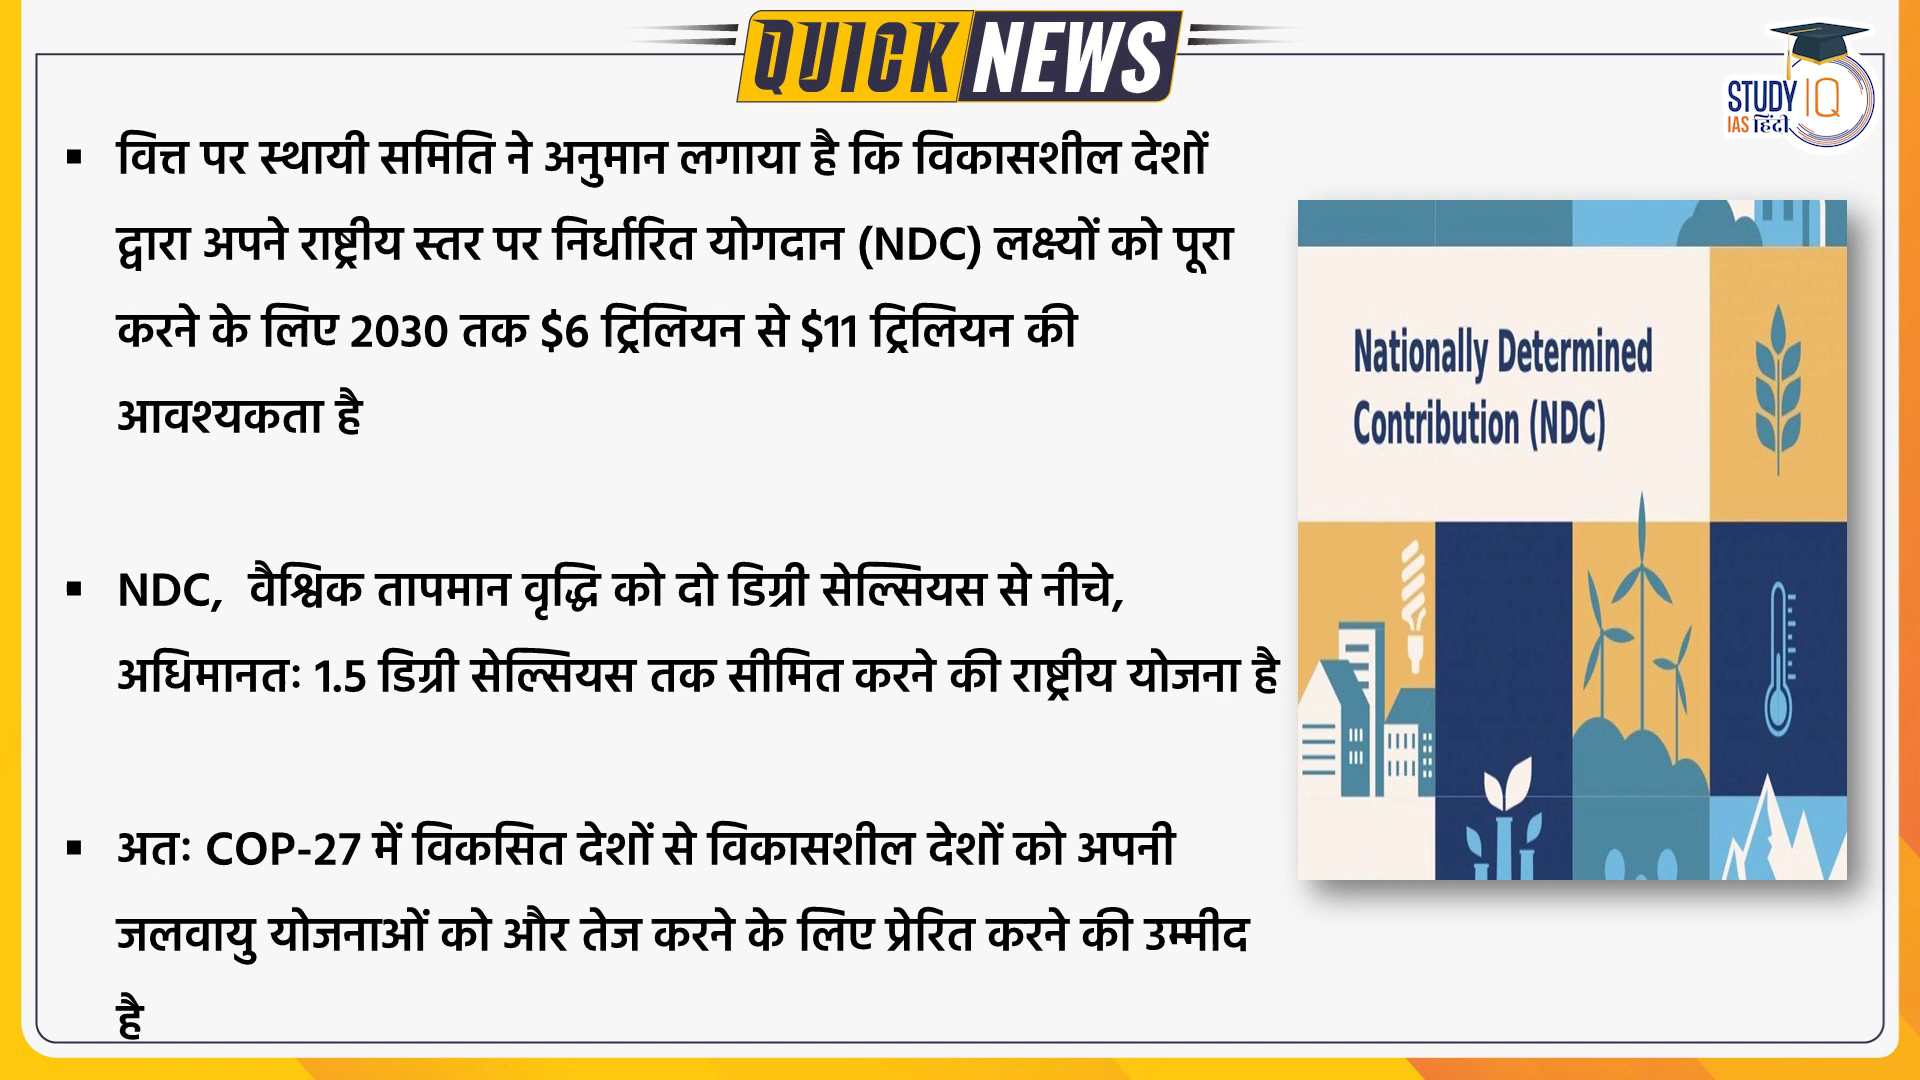 QUICK NEWS
STUDY IQ
IAS हिंदी
▪ वित्त पर स्थायी समिति ने अनुमान लगाया है कि विकासशील देशों
द्वारा अपने राष्ट्रीय स्तर पर निर्धारित योगदान (NDC) लक्ष्यों को पूरा
करने के लिए 2030 तक $6 ट्रिलियन से $11 ट्रिलियन की
आवश्यकता है
▪ NDC, वैश्विक तापमान वृद्धि को दो डिग्री सेल्सियस से नीचे,
अधिमानतः 1.5 डिग्री सेल्सियस तक सीमित करने की राष्ट्रीय योजना है
▪ अतः COP-27 में विकसित देशों से विकासशील देशों को अपनी
जलवायु योजनाओं को और तेज करने के लिए प्रेरित करने की उम्मीद
है
Nationally Determined
Contribution (NDC)